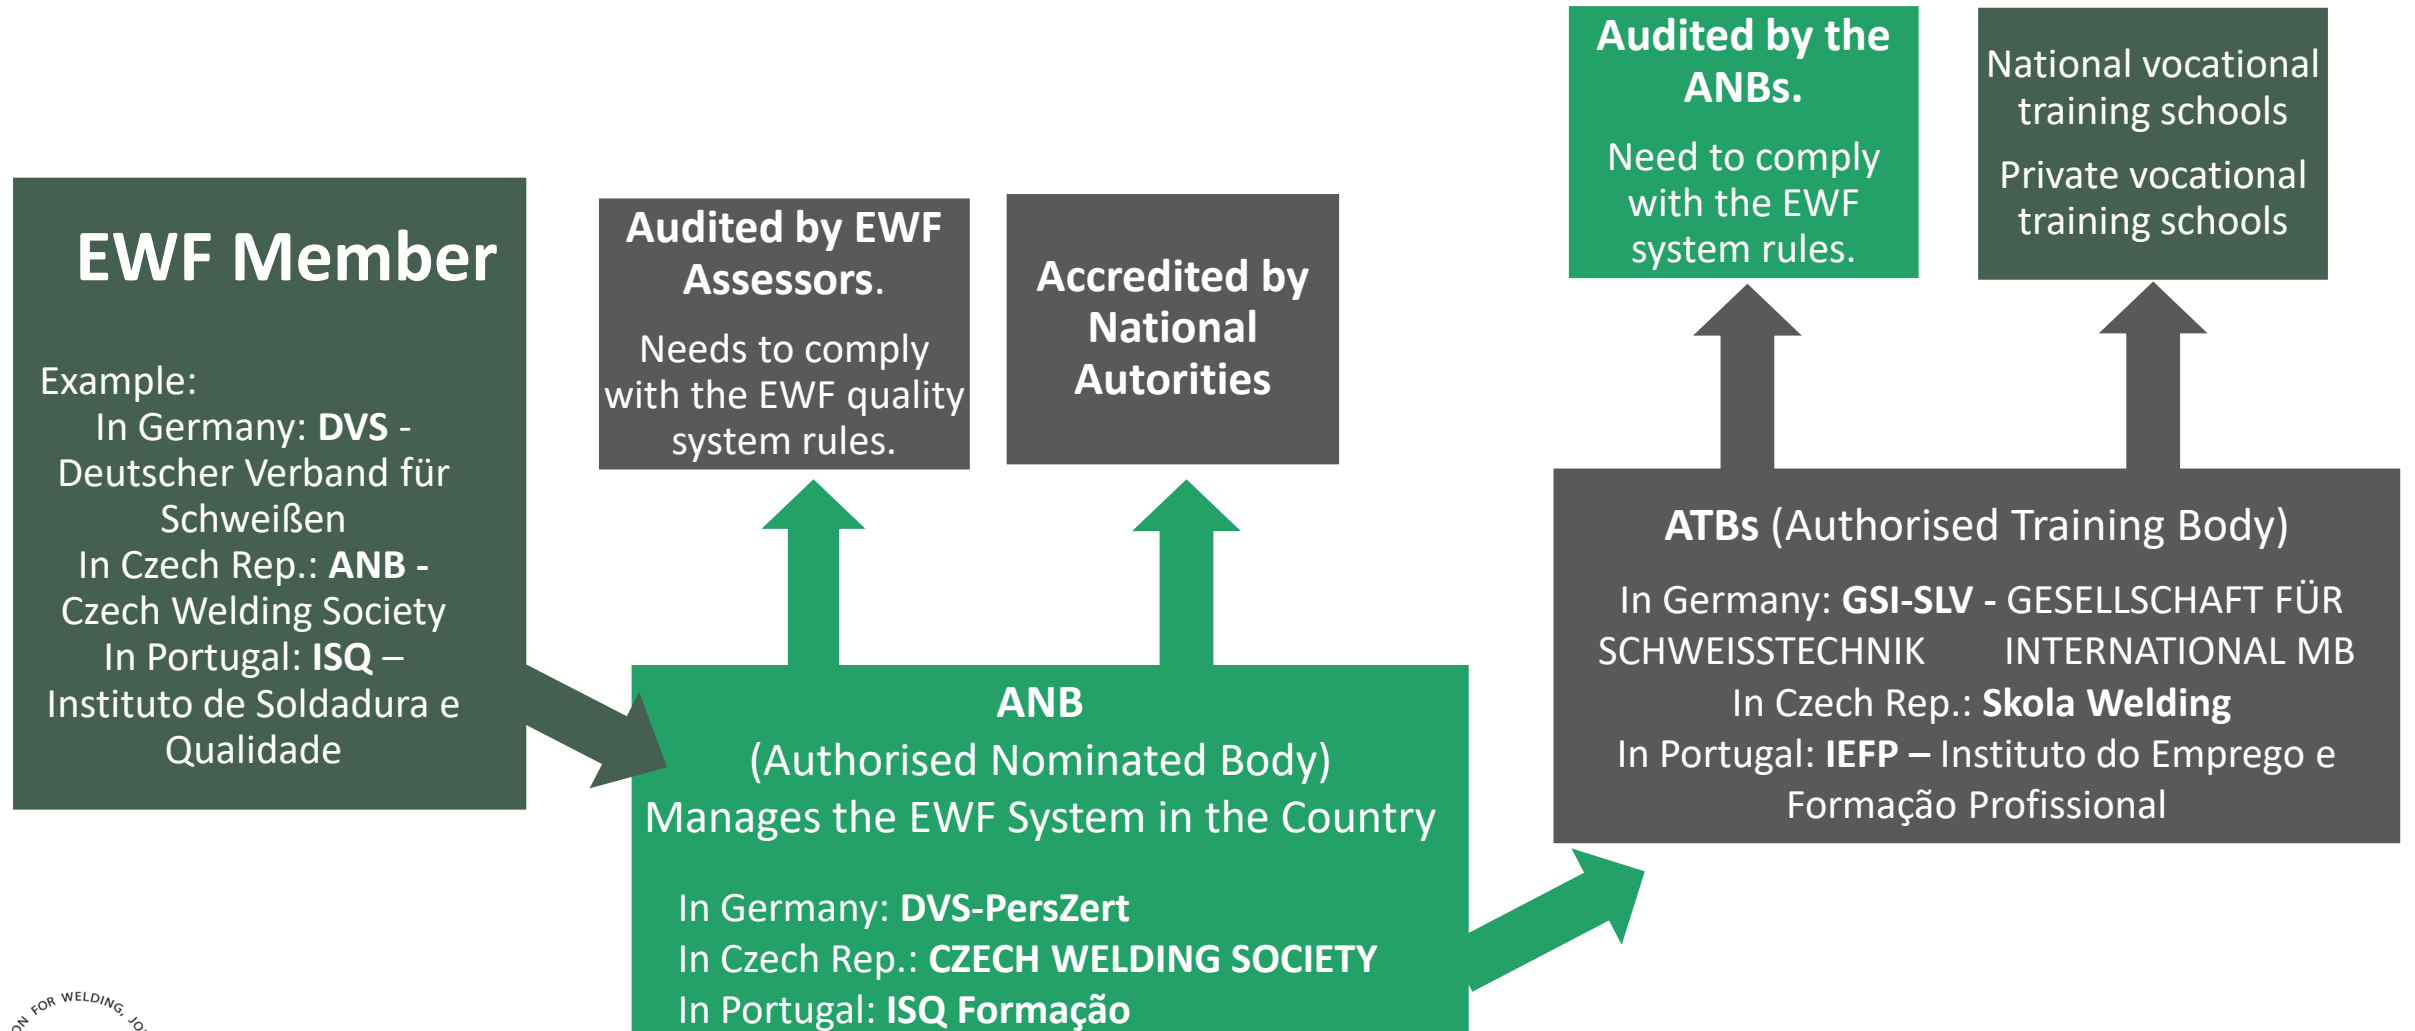 EWF Member
Example:
In Germany: DVS -
Deutscher Verband für
Schweißen
In Czech Rep.: ANB -
Czech Welding Society
In Portugal: ISQ –
Instituto de Soldadura e
Qualidade
Audited by EWF
Assessors.
Needs to comply
with the EWF quality
system rules.
Accredited by
National
Autorities
ANB
(Authorised Nominated Body)
Manages the EWF System in the Country
In Germany: DVS-PersZert
In Czech Rep.: CZECH WELDING SOCIETY
In Portugal: ISQ Formação
Audited by the
ANBs.
Need to comply
with the EWF
system rules.
National vocational
training schools
Private vocational
training schools
ATBs (Authorised Training Body)
In Germany: GSI-SLV - GESELLSCHAFT FÜR
SCHWEISSTECHNIK INTERNATIONAL MB
In Czech Rep.: Skola Welding
In Portugal: IEFP – Instituto do Emprego e
Formação Profissional
FOR WELDING,